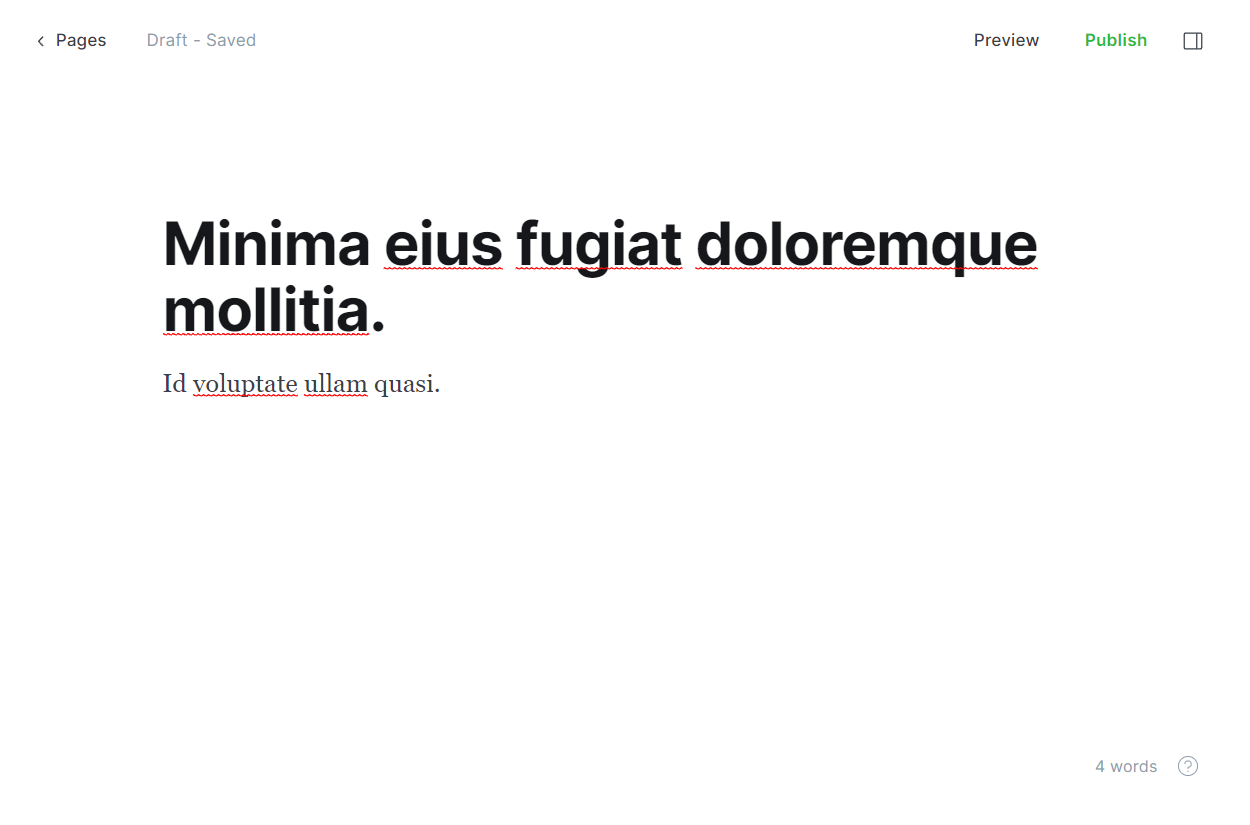 Pages
Draft - Saved
Preview
Publish
Minima eius fugiat doloremque
mollitia.
Id voluptate ullam quasi.
4 words
?